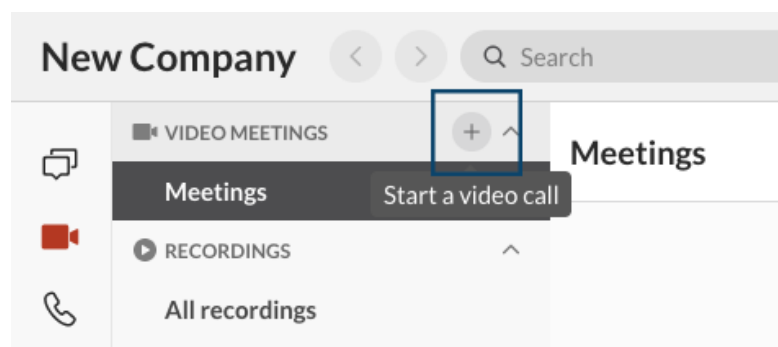 New Company
Search
VIDEO MEETINGS
Meetings
Meetings
Start a video call
RECORDINGS
All recordings